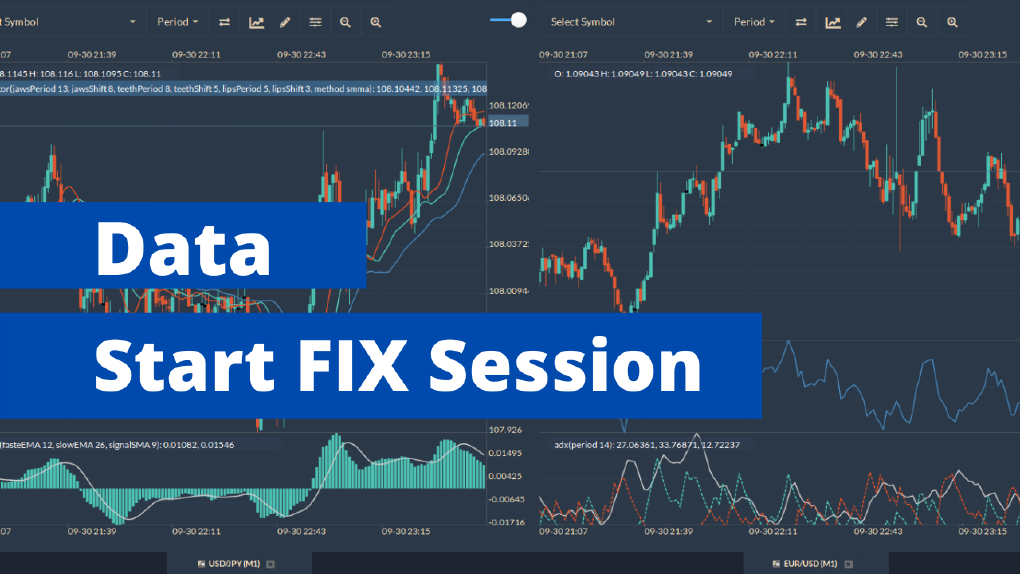 t Symbol Period
Select Symbol Period
:07 09-30 21:39 09-30 22:11 09-30 22:43 09-30 23:15
09-30 21:07 09-30 21:39 09-30 22:11 09-30 22:43 09-30 23:15
8.1145 H: 108.116 L: 108.1095 C: 108.11
O: 1.09043 H: 1.09049 L: 1.09043 C: 1.09049
tor(jawsPeriod 13, jawsShift 8, teethPeriod 8, teethShift 5, lipsPeriod 5, lipsShift 3, method smma): 108.10442, 108.11325, 108
108.1206
108.11
108.0928
108.0650
108.0372
108.0094
Data
Start FIX Session
107.926
(fasteEMA 12, slowEMA 26, signalSMA 9): 0.01082, 0.01546
0.01495
0.00425
-0.00645
-0.01716
adx(period 14): 27.06361, 33.76871, 12.72237
:07 09-30 21:39 09-30 22:11 09-30 22:43 09-30 23:15
09-30 21:07 09-30 21:39 09-30 22:11 09-30 22:43 09-30 23:15
USD/JPY (M1)
EUR/USD (M1)